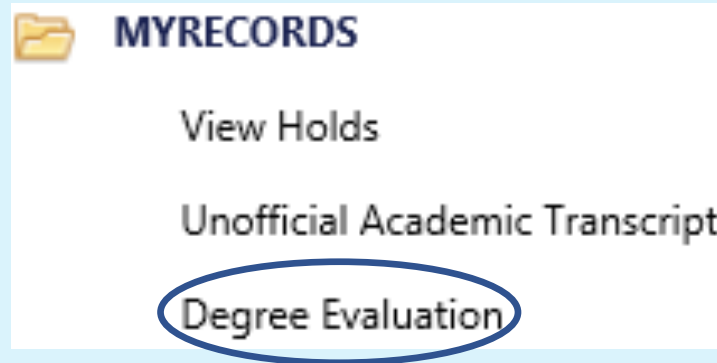 MYRECORDS
View Holds
Unofficial Academic Transcript
Degree Evaluation